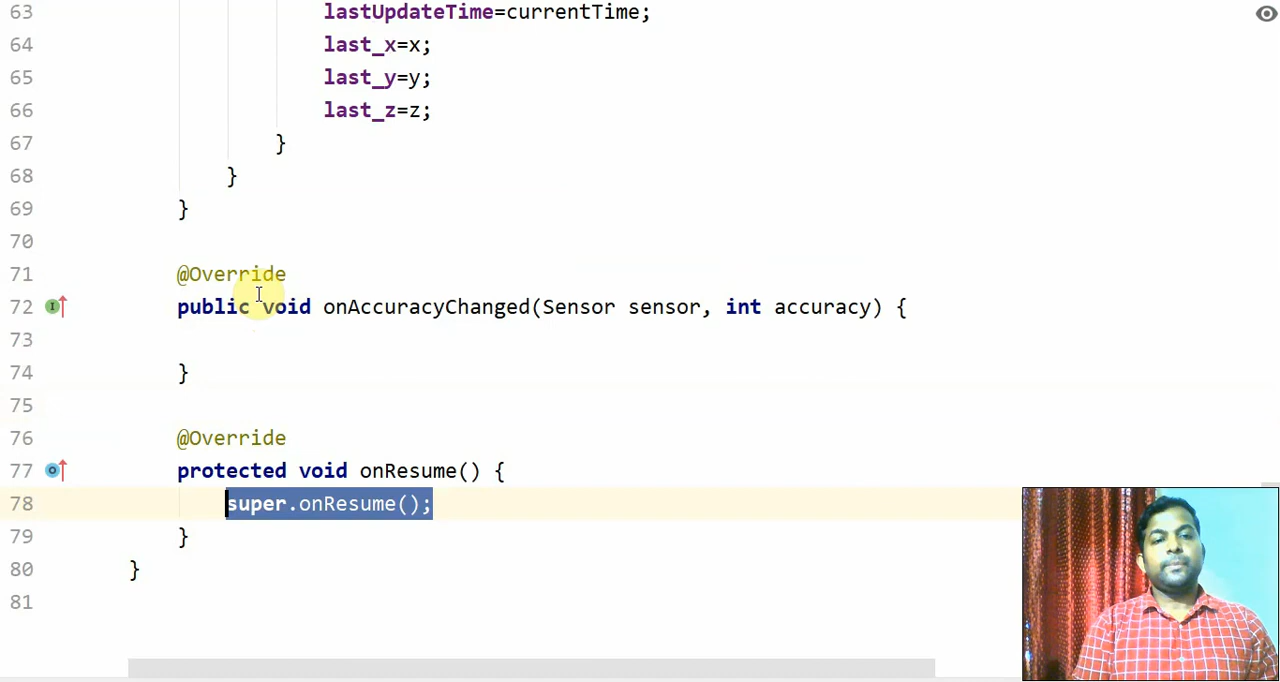 63 lastUpdateTime=currentTime;
64 last_x=x;
65 last_y=y;
66 last_z=z;
67 }
68 }
69 }
70
71 @Override
72 public void onAccuracyChanged(Sensor sensor, int accuracy) {
73
74 }
75
76 @Override
77 protected void onResume() {
78 super.onResume();
79 }
80 }
81